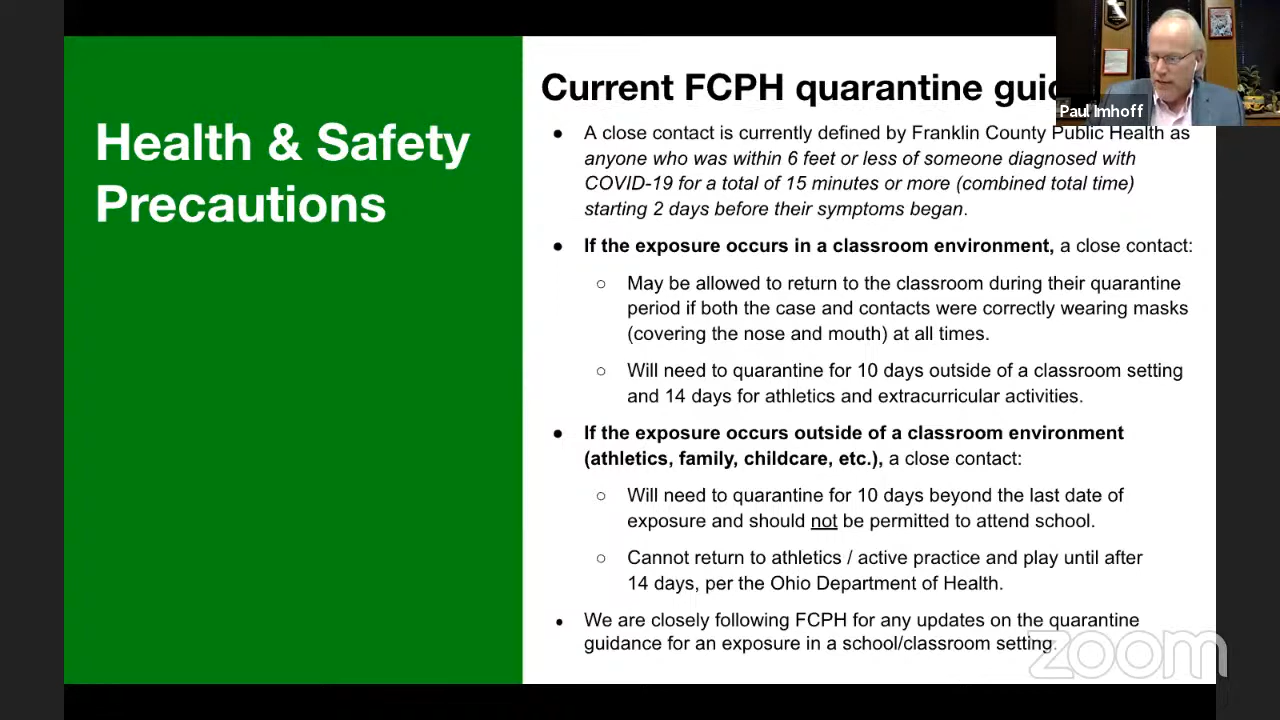 Health & Safety
Precautions
Current FCPH quarantine
Paul Imhoff
● A close contact is currently defined by Franklin County Public Health as
anyone who was within 6 feet or less of someone diagnosed with
COVID-19 for a total of 15 minutes or more (combined total time)
starting 2 days before their symptoms began.
● If the exposure occurs in a classroom environment, a close contact:
○ May be allowed to return to the classroom during their quarantine
period if both the case and contacts were correctly wearing masks
(covering the nose and mouth) at all times.
○ Will need to quarantine for 10 days outside of a classroom setting
and 14 days for athletics and extracurricular activities.
● If the exposure occurs outside of a classroom environment
(athletics, family, childcare, etc.), a close contact:
○ Will need to quarantine for 10 days beyond the last date of
exposure and should not be permitted to attend school.
○ Cannot return to athletics / active practice and play until after
14 days, per the Ohio Department of Health.
● We are closely following FCPH for any updates on the quarantine
guidance for an exposure in a school/classroom setting.
zoom